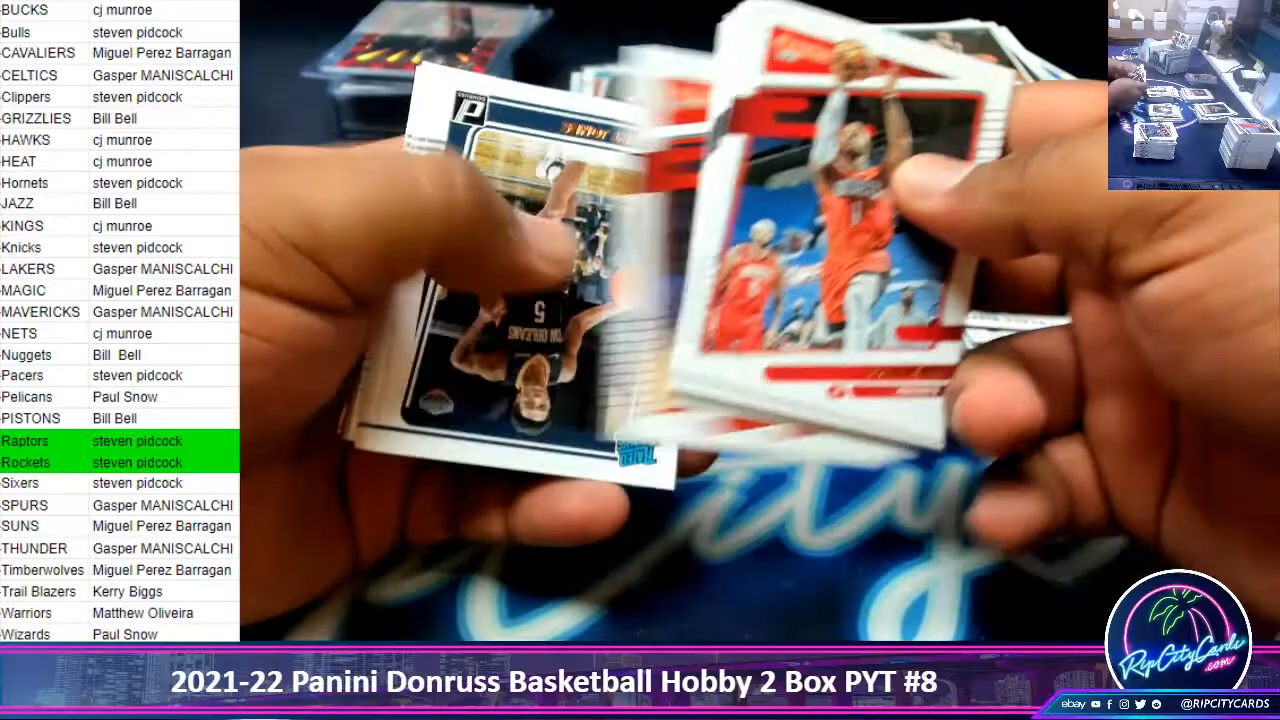 -BUCKS cj munroe
-Bulls steven pidcock
-CAVALIERS Miguel Perez Barragan
-CELTICS Gasper MANISCALCHI
-Clippers steven pidcock
-GRIZZLIES Bill Bell
-HAWKS cj munroe
-HEAT cj munroe
-Hornets steven pidcock
-JAZZ Bill Bell
-KINGS cj munroe
-Knicks steven pidcock
-LAKERS Gasper MANISCALCHI
-MAGIC Miguel Perez Barragan
-MAVERICKS Gasper MANISCALCHI
-NETS cj munroe
-Nuggets Bill Bell
-Pacers steven pidcock
-Pelicans Paul Snow
-PISTONS Bill Bell
-Raptors steven pidcock
-Rockets steven pidcock
-Sixers steven pidcock
-SPURS Gasper MANISCALCHI
-SUNS Miguel Perez Barragan
-THUNDER Gasper MANISCALCHI
-Timberwolves Miguel Perez Barragan
-Trail Blazers Kerry Biggs
-Warriors Matthew Oliveira
-Wizards Paul Snow
5
city
RipCityCards
.com
2021-22 Panini Donruss Basketball Hobby 2 Box PYT #8
ebay @RIPCITYCARDS